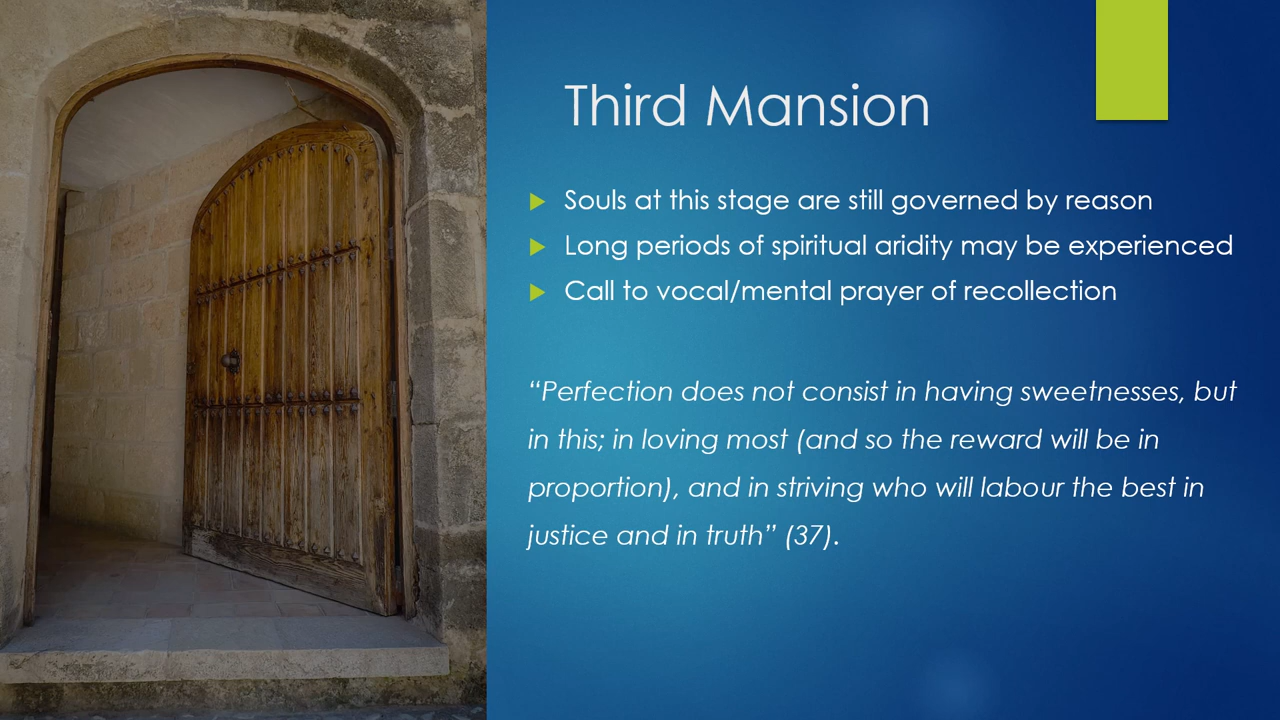 Third Mansion
Souls at this stage are still governed by reason
Long periods of spiritual aridity may be experienced
Call to vocal/mental prayer of recollection
“Perfection does not consist in having sweetnesses, but
in this; in loving most (and so the reward will be in
proportion), and in striving who will labour the best in
justice and in truth” (37).